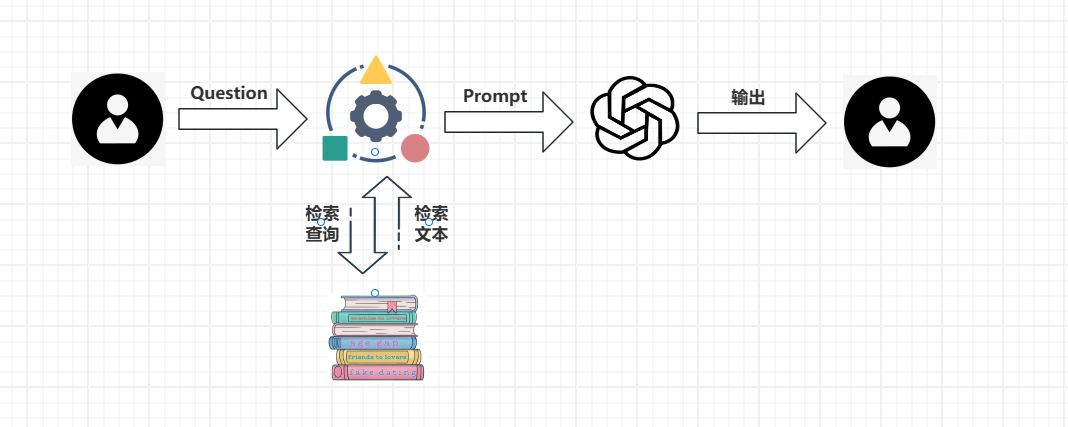 Question
Prompt
输出
检索
查询
检索
文本
enemies to lovers
age gap
friends to lovers
fake dating